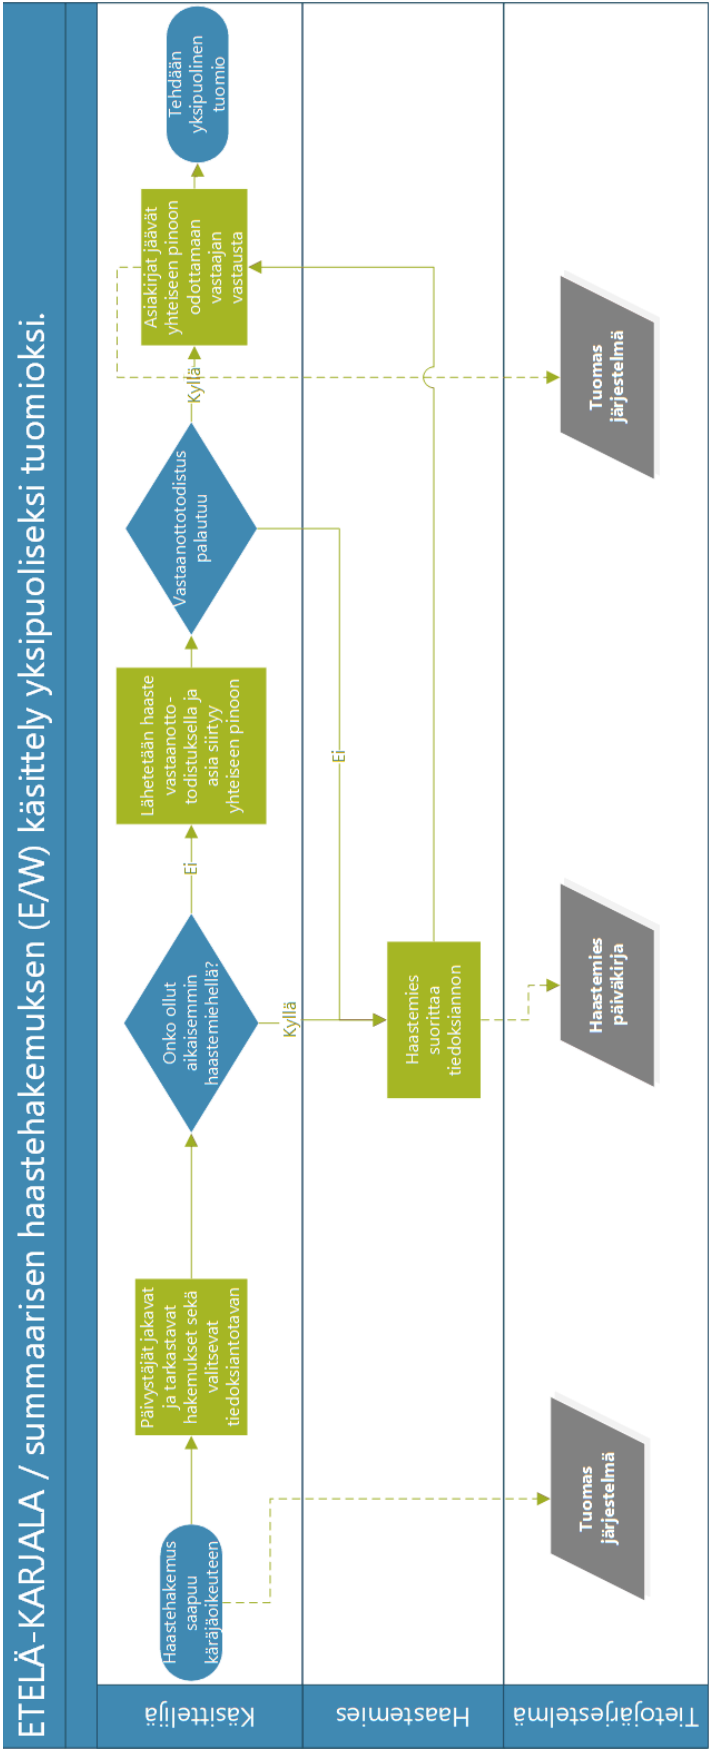 ETELÄ-KARJALA / summaarisen haastehakemuksen (E/W) käsittely yksipuoliseksi tuomioksi.
Käsittelijä
Haastehakemus
saapuu
käräjäoikeuteen
Päivystäjät jakavat
ja tarkastavat
hakemukset sekä
valitsevat
tiedoksiantotavan
Onko ollut
aikaisemmin
haastemiehellä?
Ei
Kyllä
Lähetetään haaste
vastaanotto-
todistuksella ja
asia siirtyy
yhteiseen pinoon
Vastaanottotodistus
palautuu
Kyllä
Ei
Asiakirjat jäävät
yhteiseen pinoon
odottamaan
vastaajan
vastausta
Tehdään
yksipuolinen
tuomio
Haastemies
Haastemies
suorittaa
tiedoksiannon
Tietojärjestelmä
Tuomas
järjestelmä
Haastemies
päiväkirja
Tuomas
järjestelmä